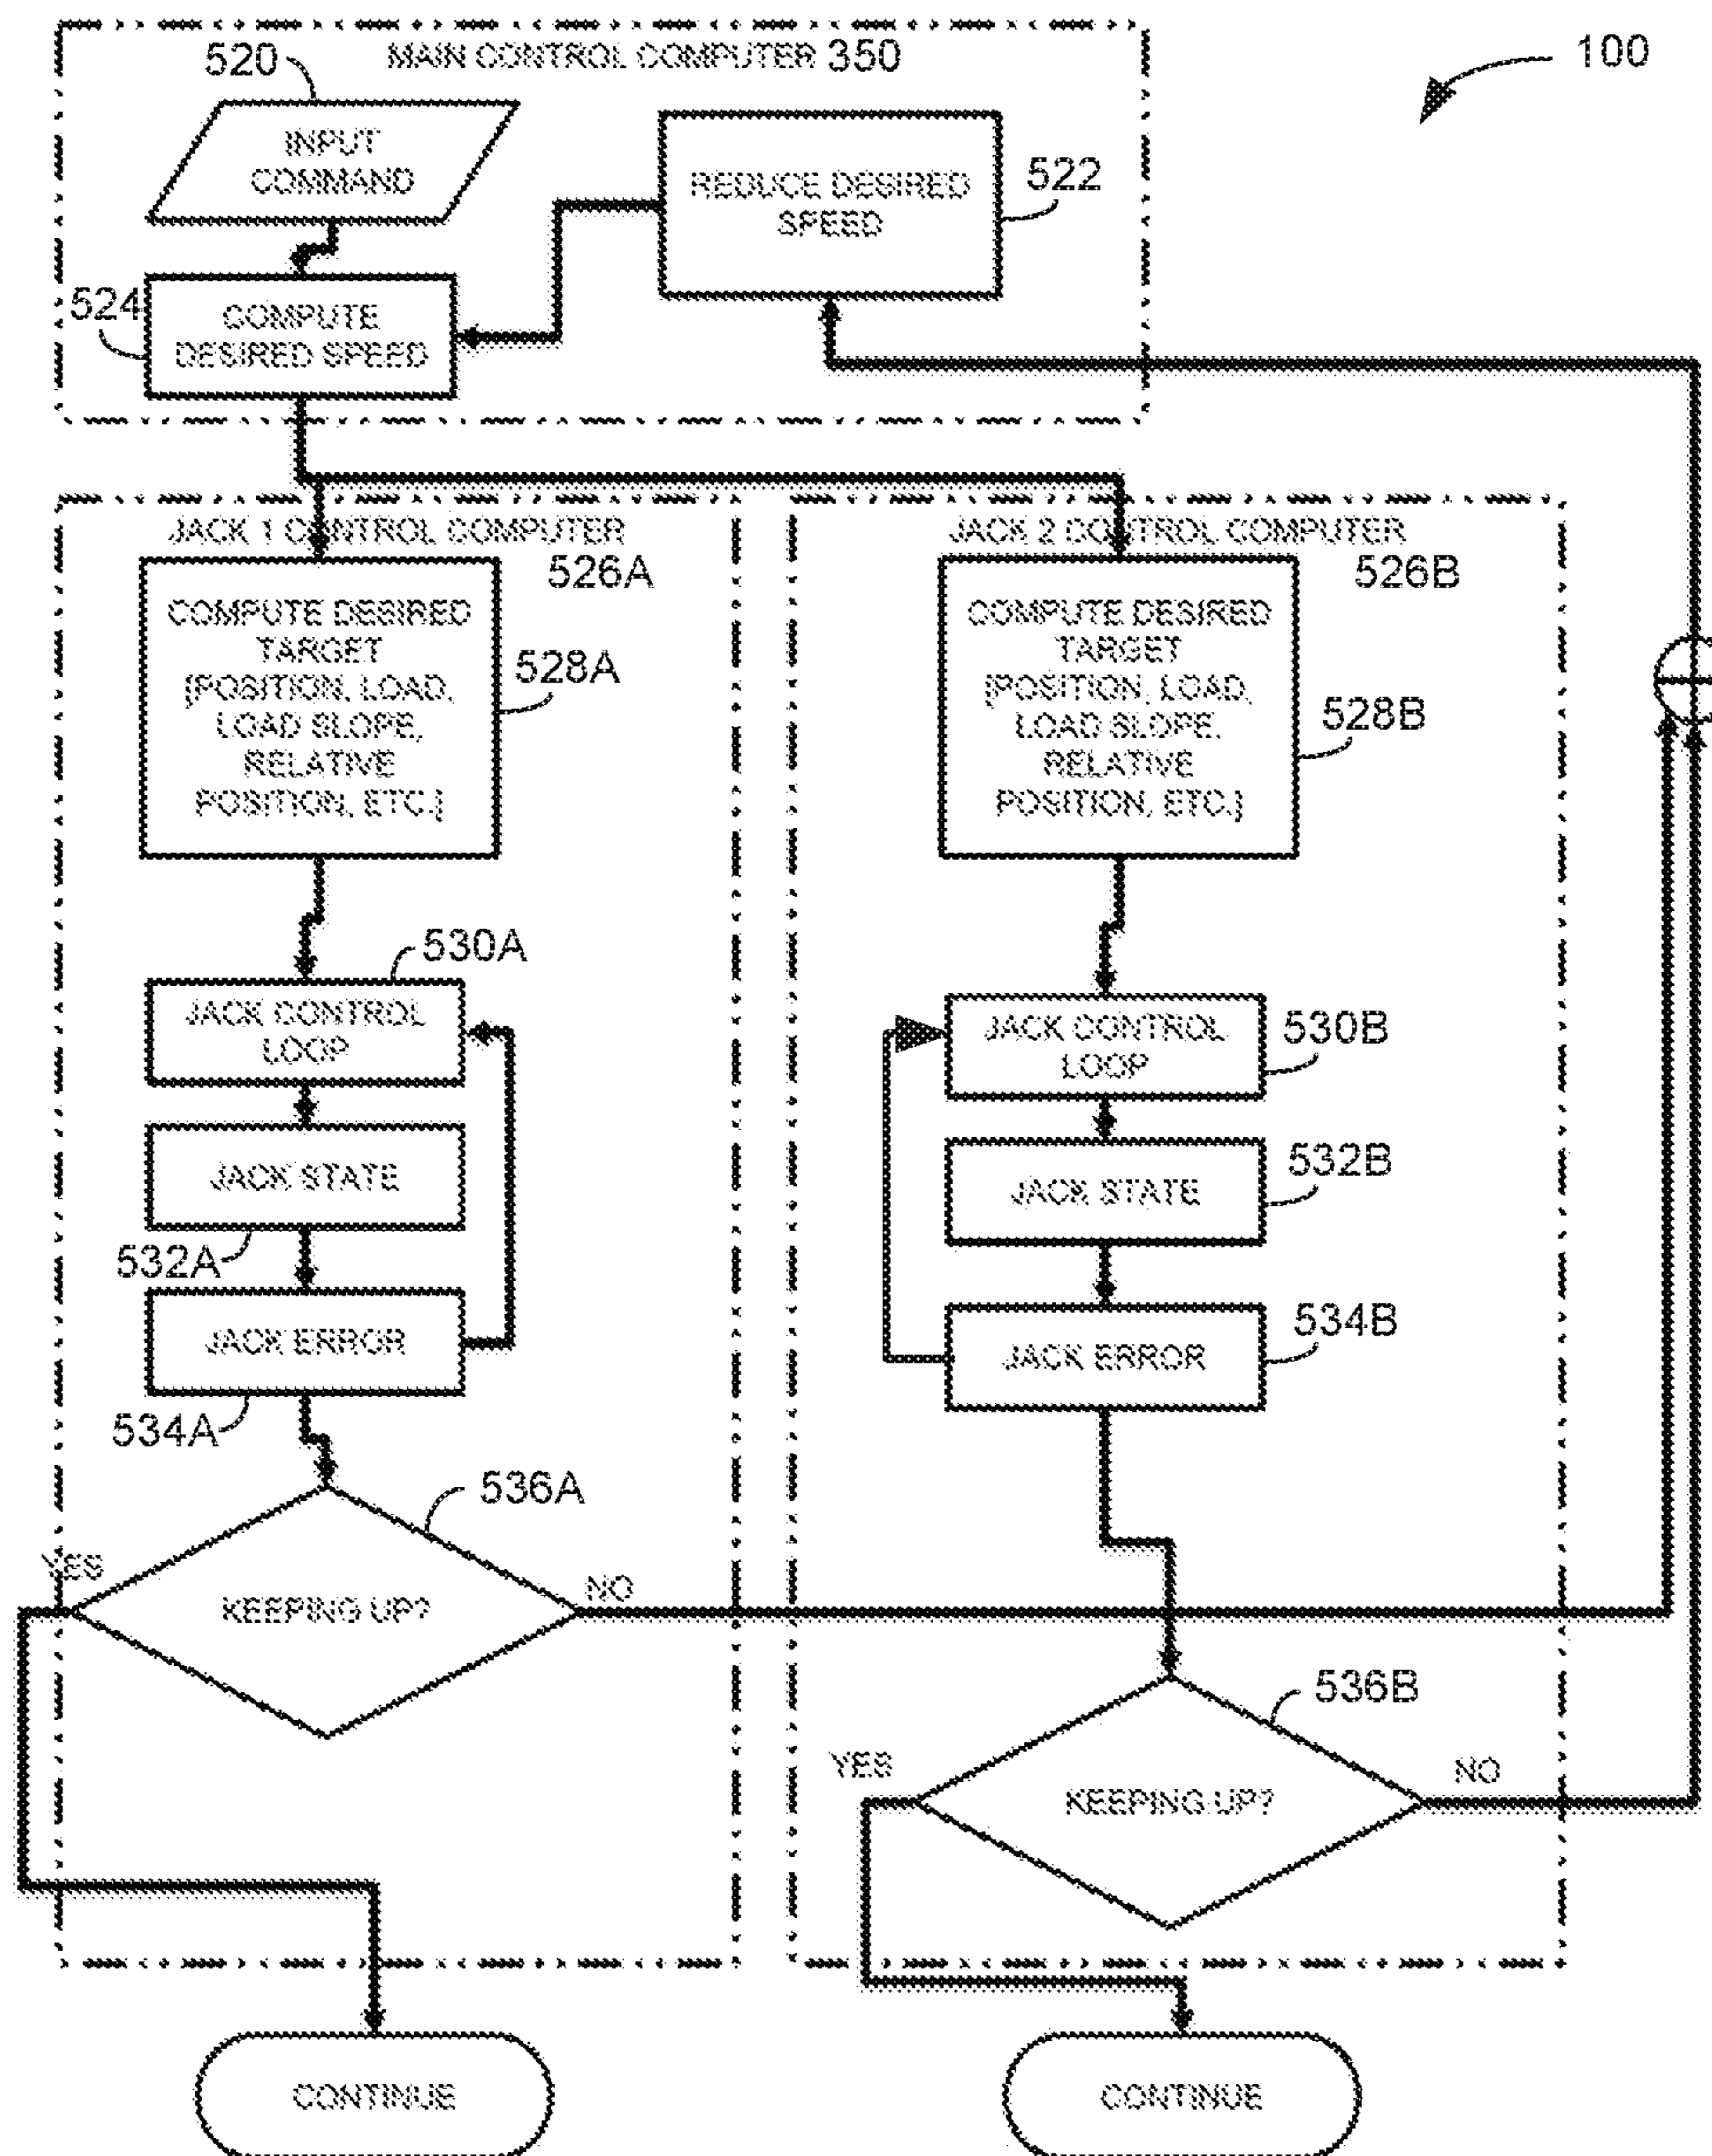 MAIN CONTROL COMPUTER 350
100
520
INPUT
COMMAND
REDUCE DESIRED
SPEED
522
524
COMPUTE
DESIRED SPEED
JACK 1 CONTROL COMPUTER
526A
COMPUTE DESIRED
TARGET
[POSITION, LOAD,
LOAD SLOPE,
RELATIVE
POSITION, ETC.]
528A
530A
JACK CONTROL
LOOP
JACK STATE
532A
JACK ERROR
534A
536A
YES
KEEPING UP?
NO
CONTINUE
JACK 2 CONTROL COMPUTER
526B
COMPUTE DESIRED
TARGET
[POSITION, LOAD,
LOAD SLOPE,
RELATIVE
POSITION, ETC.]
528B
JACK CONTROL
LOOP
530B
JACK STATE
532B
JACK ERROR
534B
536B
YES
KEEPING UP?
NO
CONTINUE